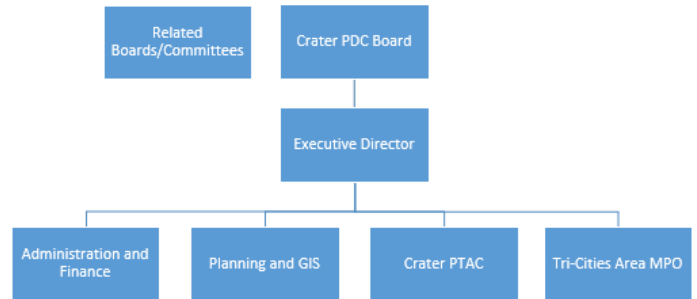 Related
Boards/Committees
Crater PDC Board
Executive Director
Administration and
Finance
Planning and GIS
Crater PTAC
Tri-Cities Area MPO